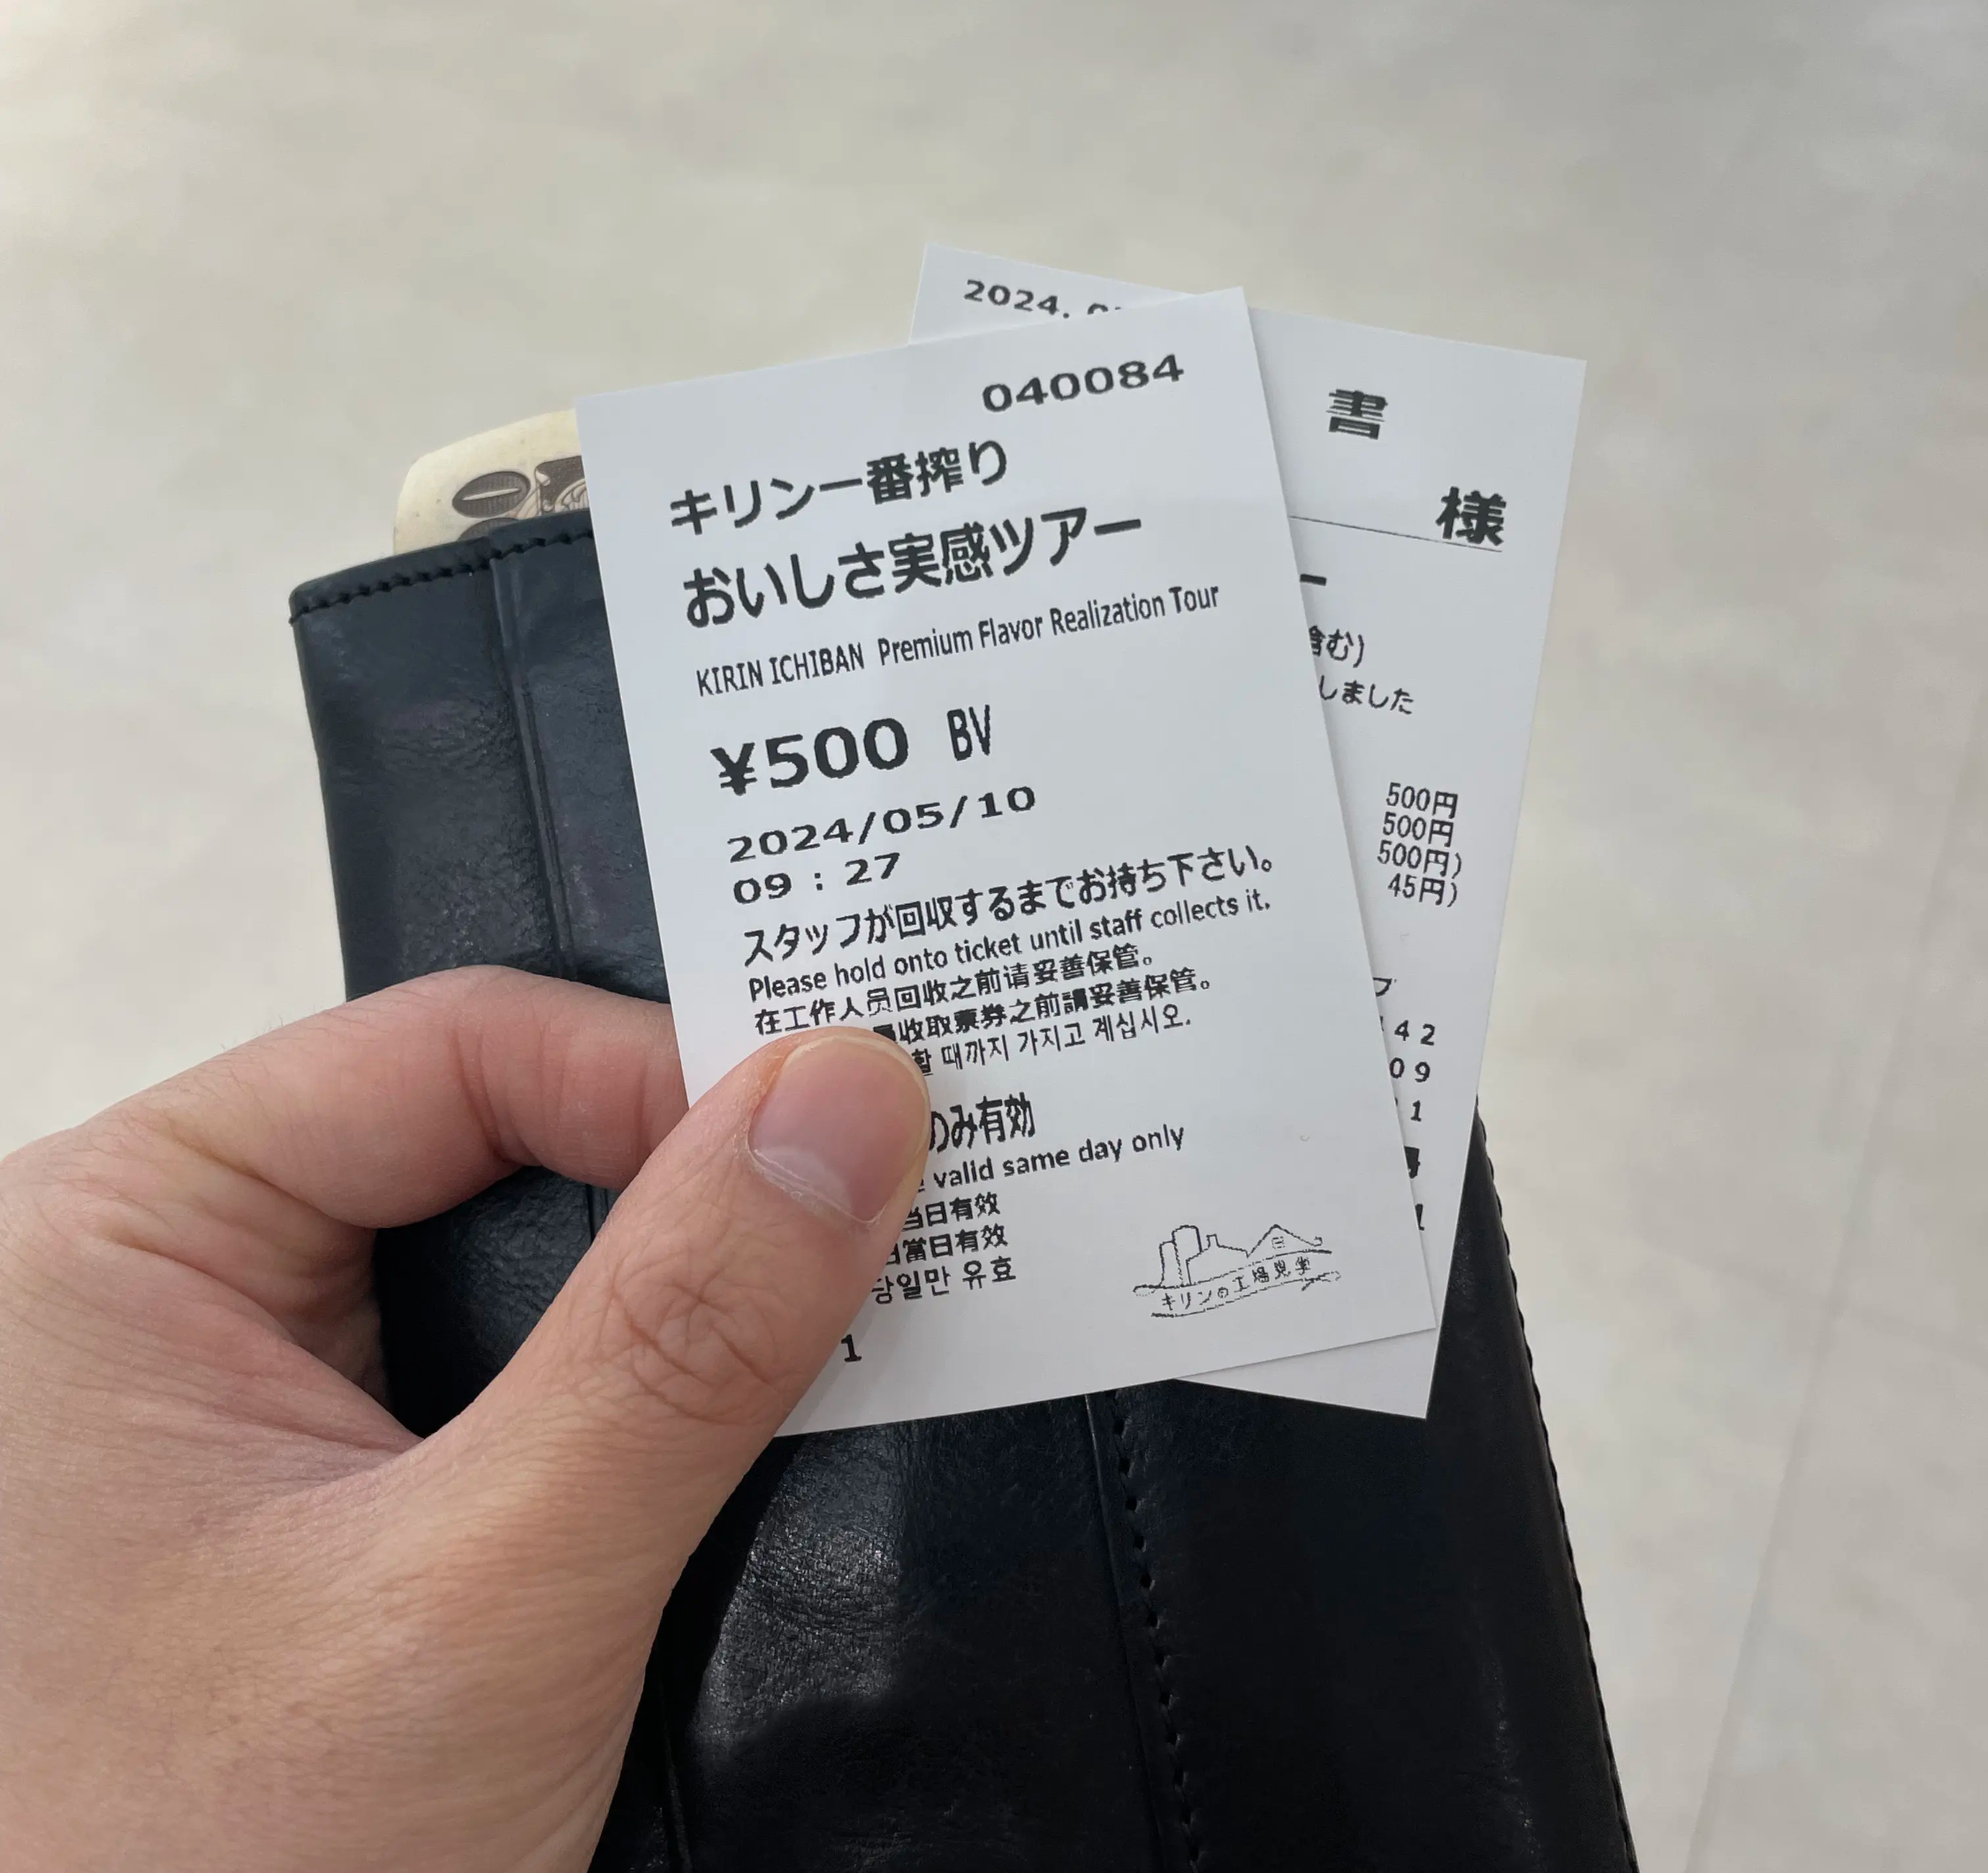 040084
キリン一番搾り
おいしさ実感ツアー
KIRIN ICHIBAN Premium Flavor Realization Tour
¥500 BV
2024/05/10
09:27
スタッフが回収するまでお持ち下さい。
Please hold onto ticket until staff collects it.
在工作人员回收之前请妥善保管。
員收取票券之前請妥善保管。
할 때까지 가지고 계십시오.
のみ有効
valid same day only
当日有效
當日有效
당일만 유효
1
キリンの工場見学
2024.
書
様
ー
含む)
しました
500円
500円
500円)
45円)
プ
42
09
1